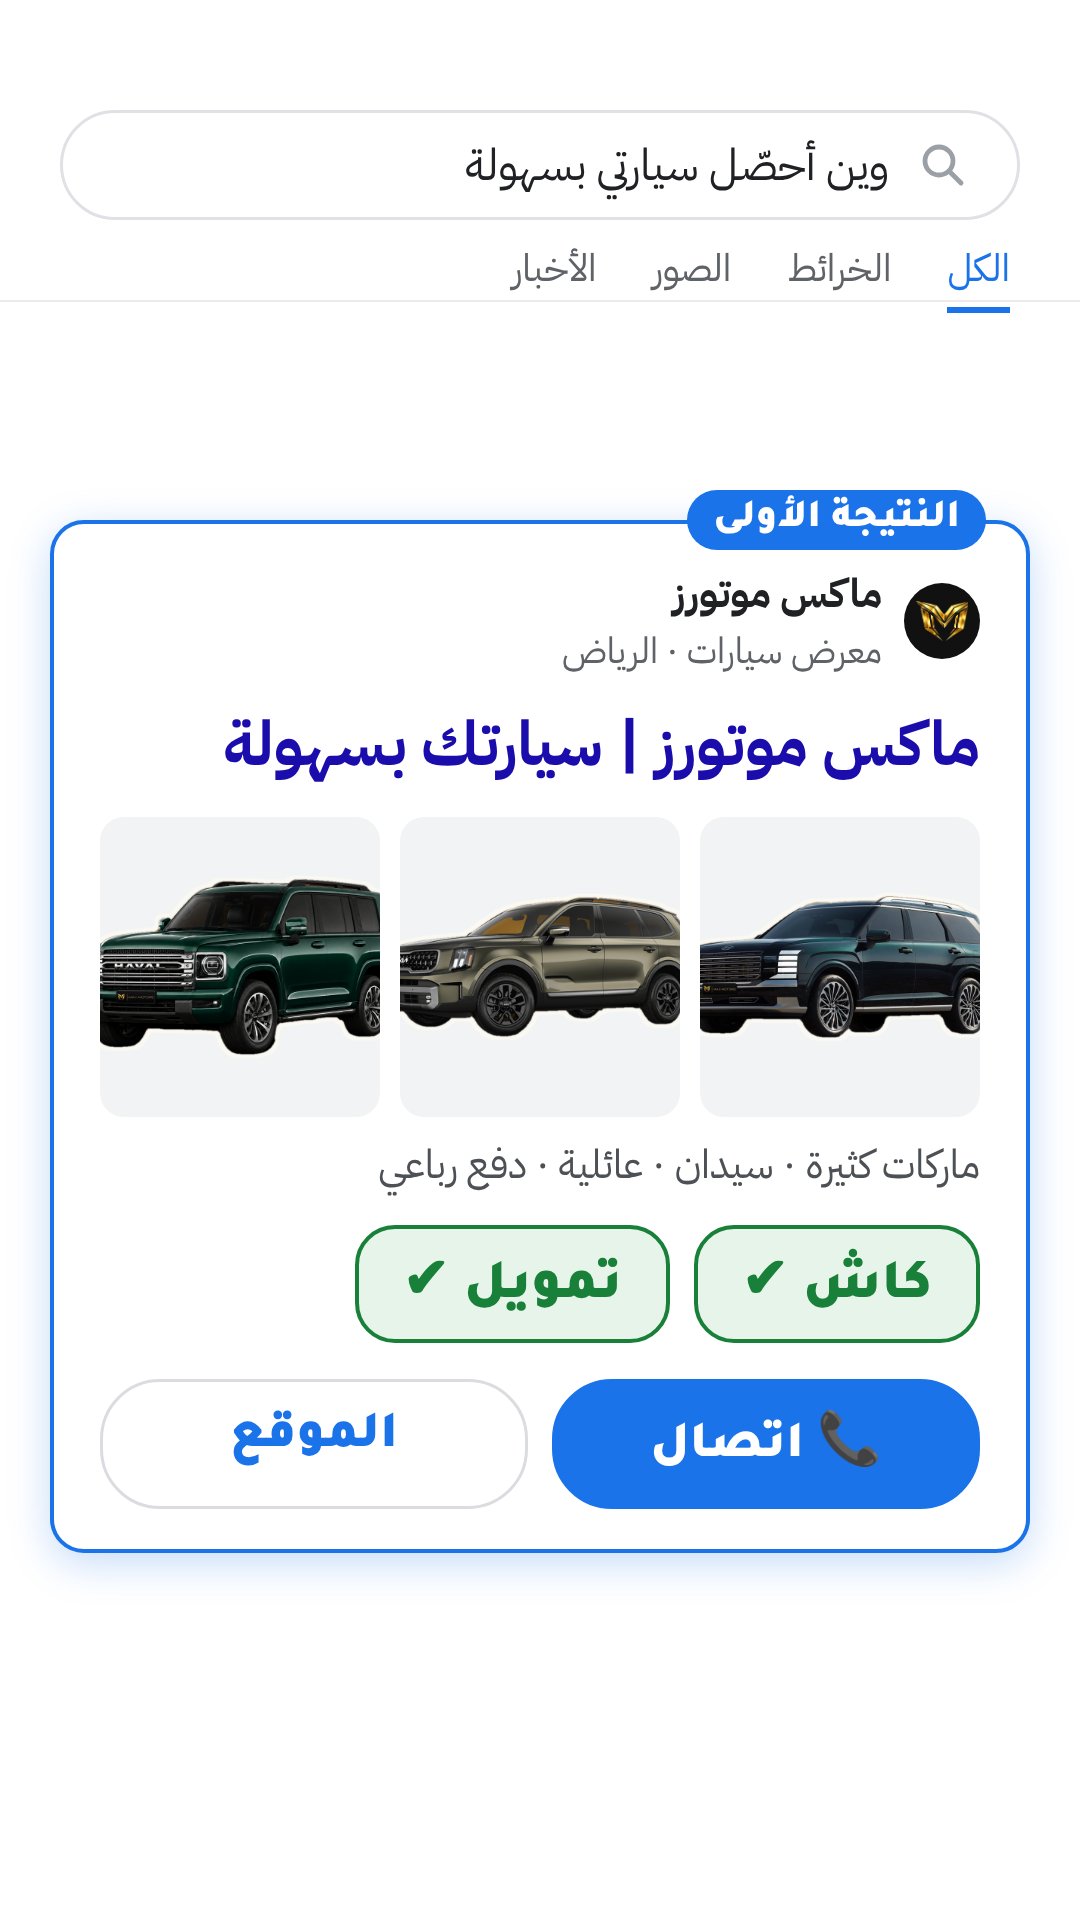 وين أحصّل سيارتي بسهولة
الكل الخرائط الصور الأخبار
النتيجة الأولى
ماكس موتورز
معرض سيارات · الرياض
ماكس موتورز | سيارتك بسهولة
HAVAL
ماركات كثيرة · سيدان · عائلية · دفع رباعي
كاش ✔ تمويل ✔
📞 اتصال الموقع